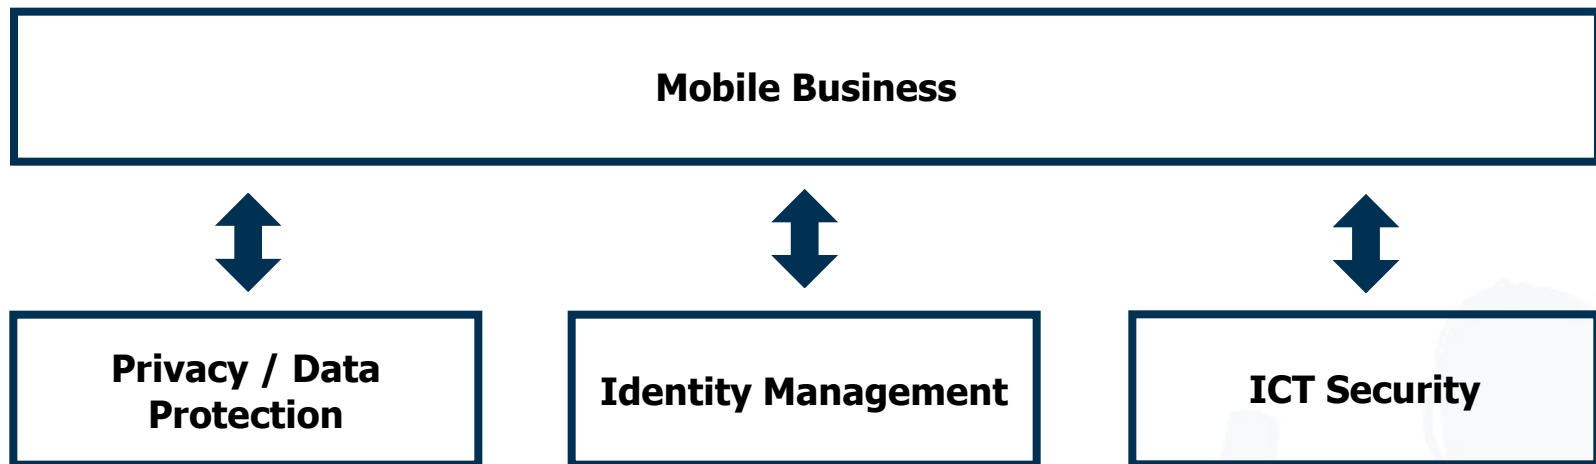 Mobile Business
Privacy / Data
Protection
Identity Management
ICT Security